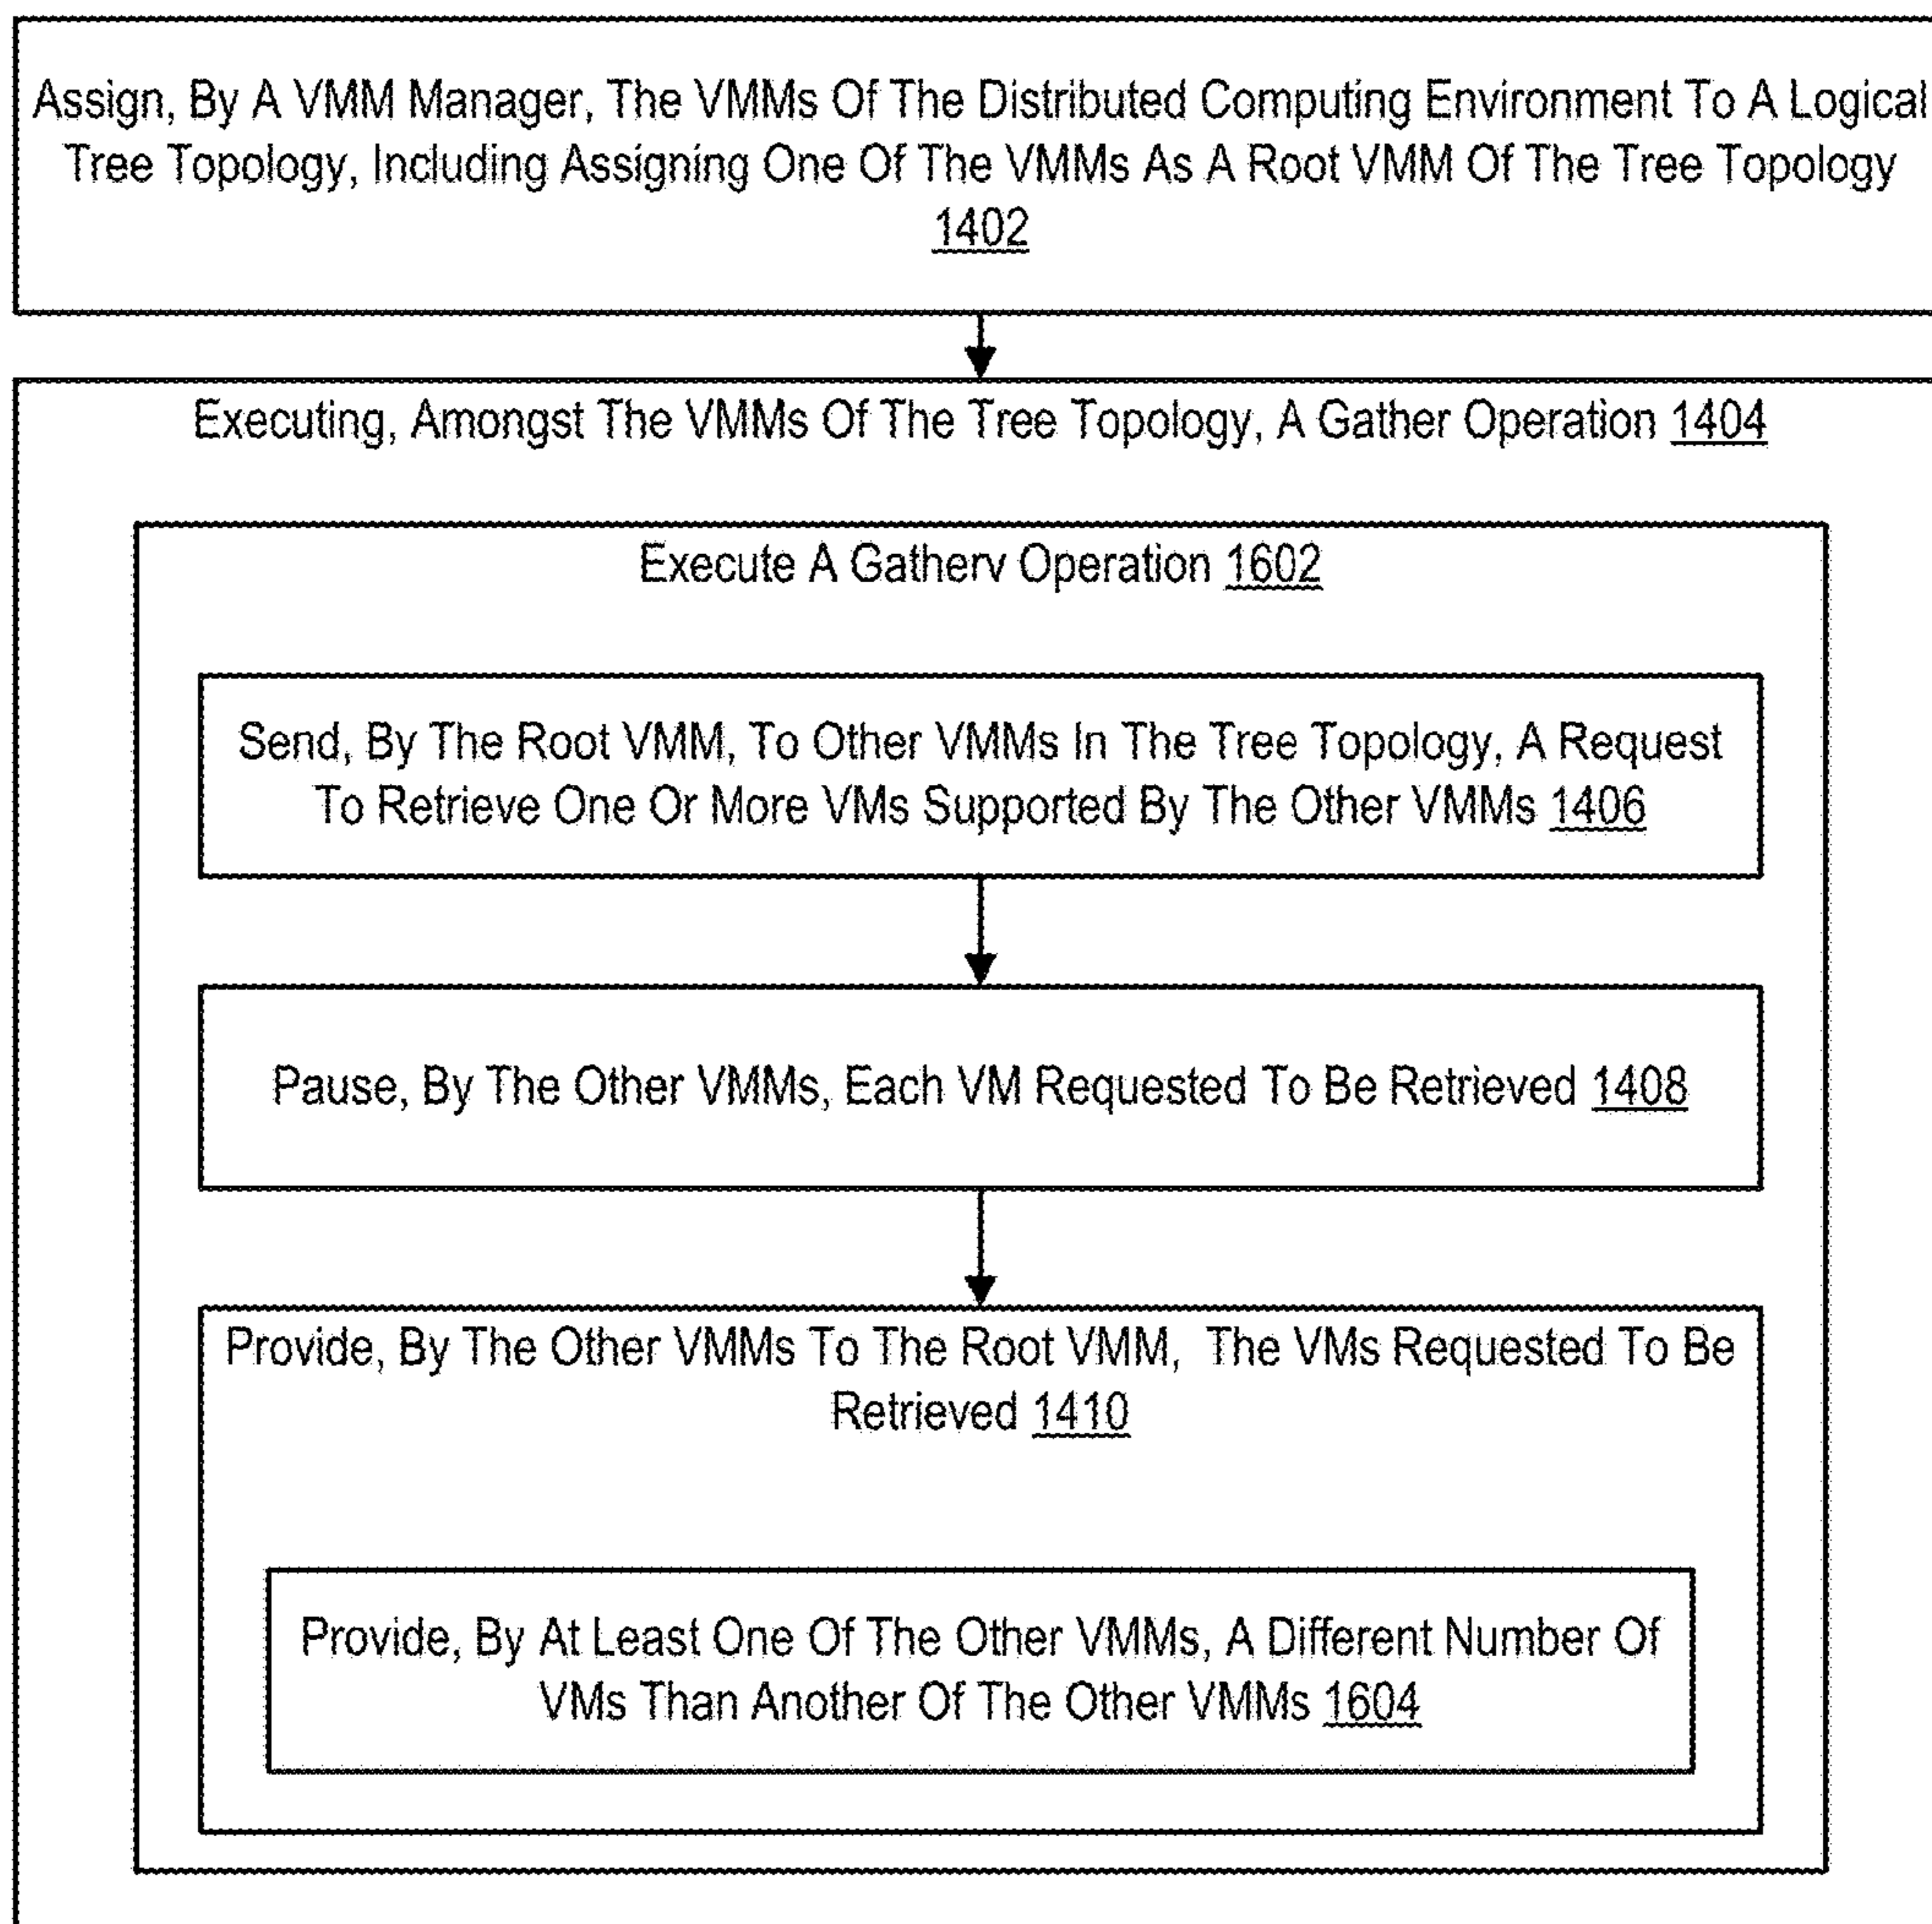 Assign, By A VMM Manager, The VMMs Of The Distributed Computing Environment To A Logical
Tree Topology, Including Assigning One Of The VMMs As A Root VMM Of The Tree Topology
1402
Executing, Amongst The VMMs Of The Tree Topology, A Gather Operation 1404
Execute A Gatherv Operation 1602
Send, By The Root VMM, To Other VMMs In The Tree Topology, A Request
To Retrieve One Or More VMs Supported By The Other VMMs 1406
Pause, By The Other VMMs, Each VM Requested To Be Retrieved 1408
Provide, By The Other VMMs To The Root VMM, The VMs Requested To Be
Retrieved 1410
Provide, By At Least One Of The Other VMMs, A Different Number Of
VMs Than Another Of The Other VMMs 1604